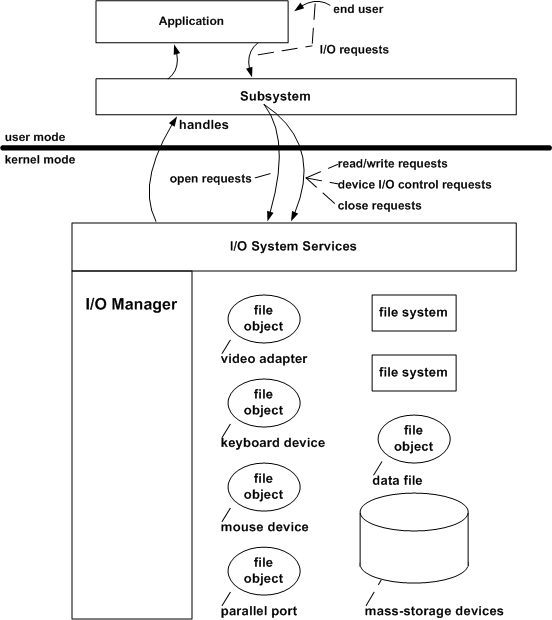 end user
Application
I/O requests
Subsystem
handles
user mode
kernel mode
read/write requests
open requests
device I/O control requests
close requests
I/O System Services
I/O Manager
file
object
video adapter
file system
file system
file
object
keyboard device
file
object
data file
file
object
mouse device
file
object
parallel port
mass-storage devices